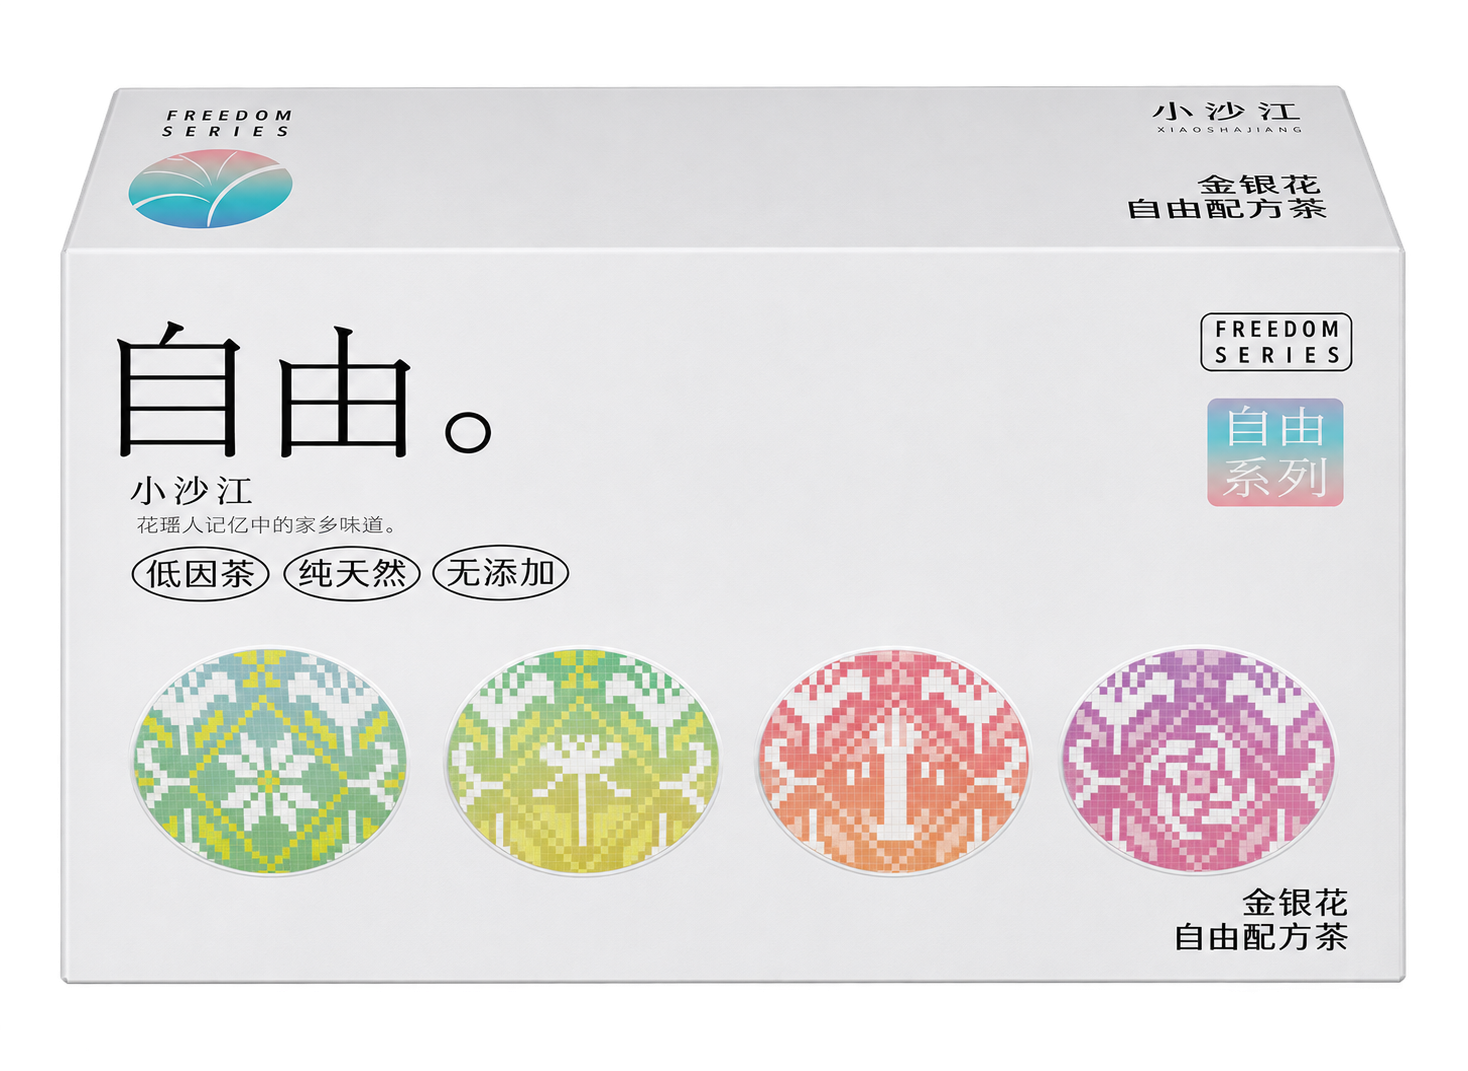 FREEDOM
SERIES
小沙江
XIAOSHAJIANG
金银花
自由配方茶
自由。
小沙江
花瑶人记亿中的家乡味道。
低因茶 纯天然 无添加
FREEDOM
SERIES
自由
系列
金银花
自由配方茶